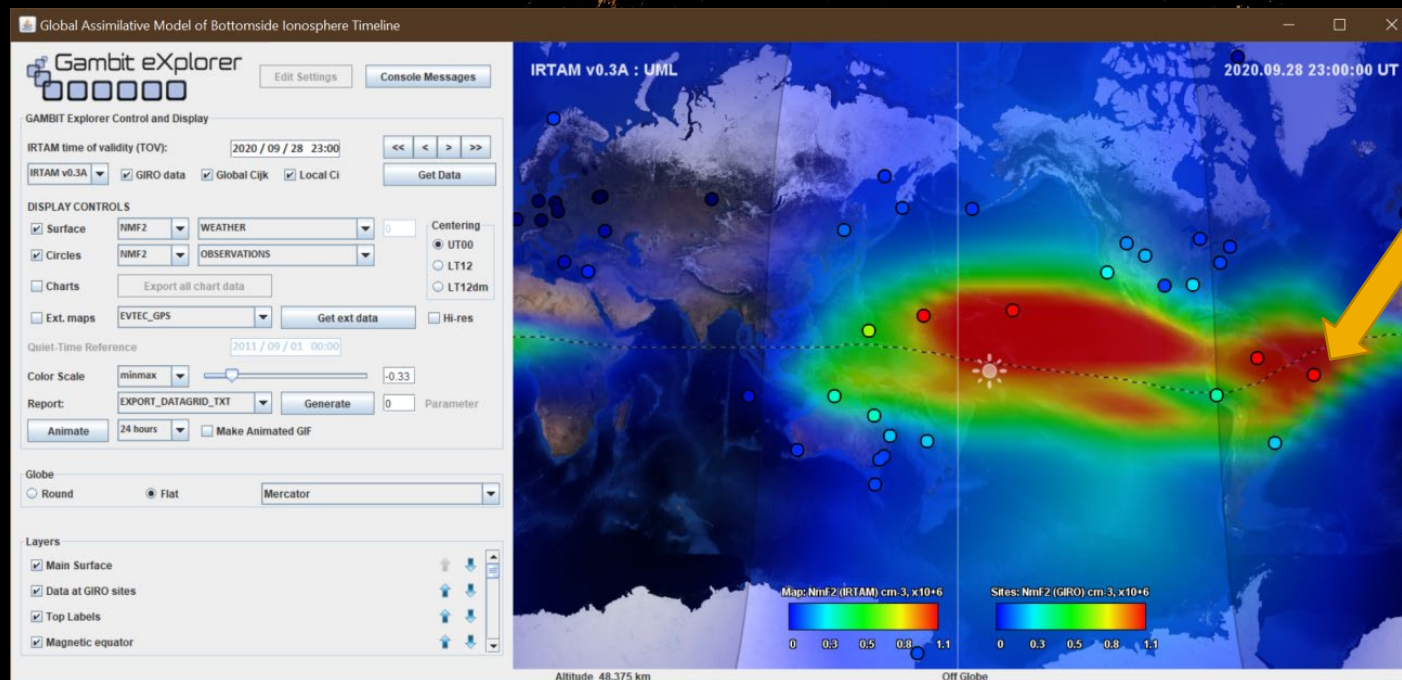 Global Assimilative Model of Bottomside Ionosphere Timeline
Gambit eXplorer
Edit Settings
Console Messages
GAMBIT Explorer Control and Display
IRTAM time of validity (TOV): 2020 / 09 / 28 23:00 << < > >>
IRTAM v0.3A GIRO data Global Cijk Local Ci Get Data
DISPLAY CONTROLS
Surface NMF2 WEATHER 0 Centering
UT00
Circles NMF2 OBSERVATIONS
LT12
Charts Export all chart data LT12dm
Ext. maps EVTEC_GPS Get ext data Hi-res
Quiet-Time Reference 2011 / 09 / 01 00:00
Color Scale minmax -0.33
Report: EXPORT_DATAGRID_TXT Generate 0 Parameter
Animate 24 hours Make Animated GIF
Globe
Round Flat Mercator
Layers
Main Surface
Data at GIRO sites
Top Labels
Magnetic equator
IRTAM v0.3A : UML
2020.09.28 23:00:00 UT
Map: NmF2 (IRTAM) cm-3, x10+6
0 0.3 0.5 0.8 1.1
Sites: NmF2 (GIRO) cm-3, x10+6
0 0.3 0.5 0.8 1.1
Altitude 48,375 km
Off Globe